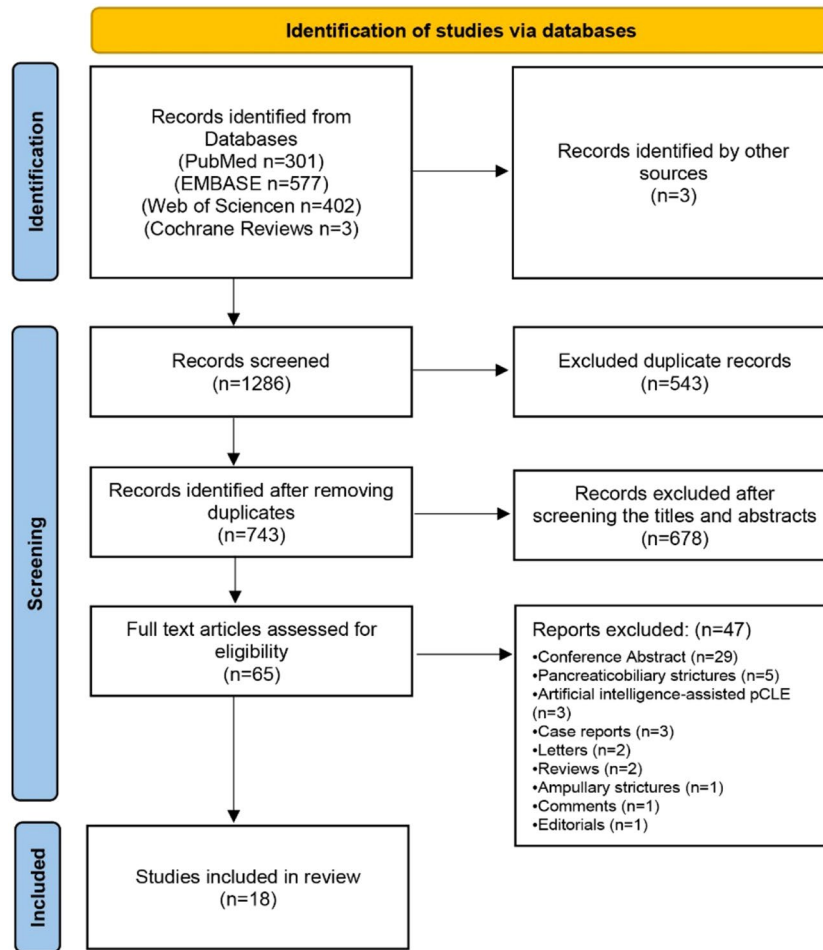 Identification of studies via databases
Identification
Records identified from
Databases
(PubMed n=301)
(EMBASE n=577)
(Web of Sciencen=402)
(Cochrane Reviews n=3)
Records identified by other
sources
(n=3)
Screening
Records screened
(n=1286)
Excluded duplicate records
(n=543)
Records identified after removing
duplicates
(n=743)
Records excluded after
screening the titles and abstracts
(n=678)
Full text articles assessed for
eligibility
(n=65)
Reports excluded: (n=47)
•Conference Abstract (n=29)
•Pancreaticobiliary strictures (n=5)
•Artificial intelligence-assisted pCLE
(n=3)
•Case reports (n=3)
•Letters (n=2)
•Reviews (n=2)
•Ampullary strictures (n=1)
•Comments (n=1)
•Editorials (n=1)
Included
Studies included in review
(n=18)